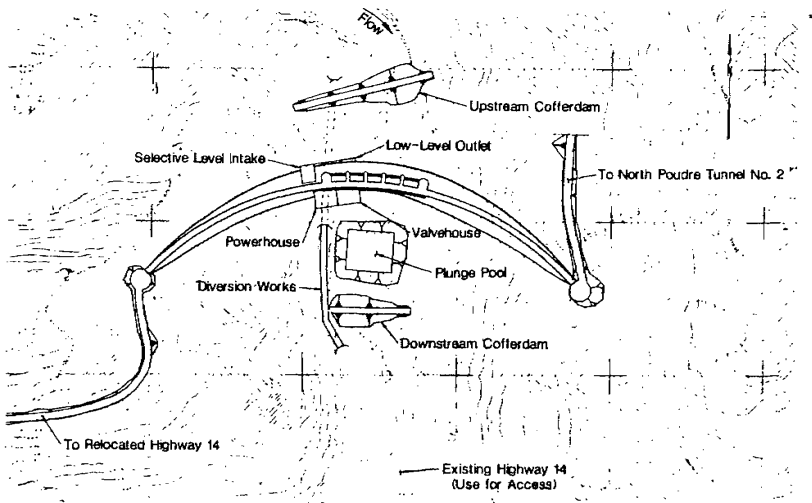 Flow
Upstream Cofferdam
Low-Level Outlet
Selective Level Intake
To North Poudre Tunnel No. 2
Powerhouse
Valvehouse
Plunge Pool
Diversion Works
Downstream Cofferdam
To Relocated Highway 14
Existing Highway 14
(Use for Access)